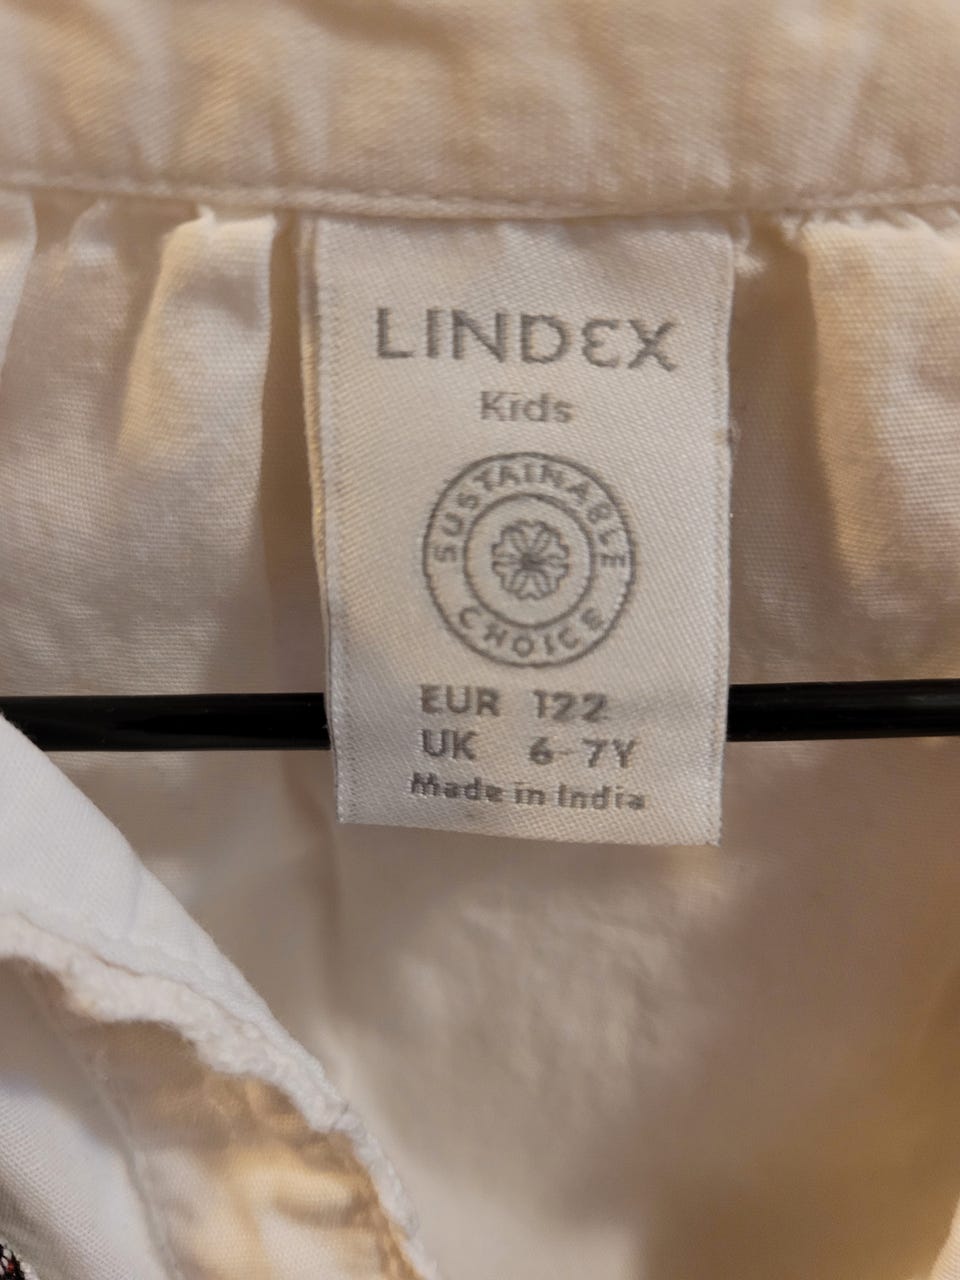 LINDEX
Kids
SUSTAINABLE
CHOICE
EUR 122
UK 6-7Y
Made in India